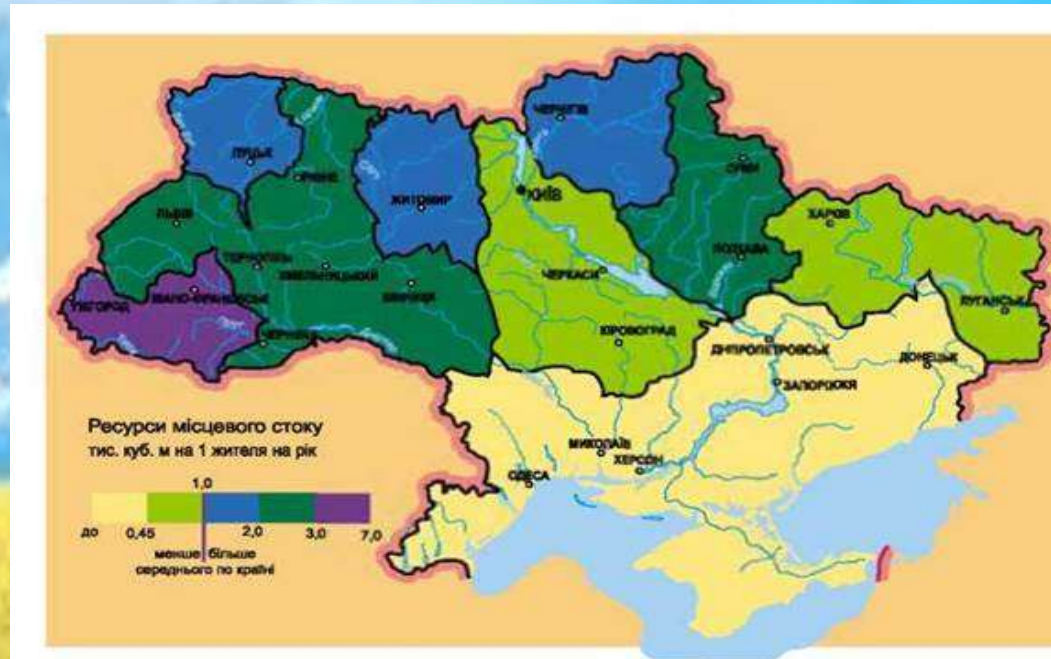 ЧЕРНІГІВ
ЛУЦЬК
РІВНЕ
СУМИ
КИЇВ
ЖИТОМИР
ЛЬВІВ
ХАРКІВ
ПОЛТАВА
ТЕРНОПІЛЬ
ХМЕЛЬНИЦЬКИЙ
ЧЕРКАСИ
ВІННИЦЯ
УЖГОРОД
ІВАНО-ФРАНКІВСЬК
ЛУГАНСЬК
КІРОВОГРАД
ЧЕРНІВЦІ
ДНІПРОПЕТРОВСЬК
ДОНЕЦЬК
ЗАПОРІЖЖЯ
МИКОЛАЇВ
ХЕРСОН
ОДЕСА
Ресурси місцевого стоку
тис. куб. м на 1 жителя на рік
1,0
до 0,45 2,0 3,0 7,0
менше більше
середнього по країні